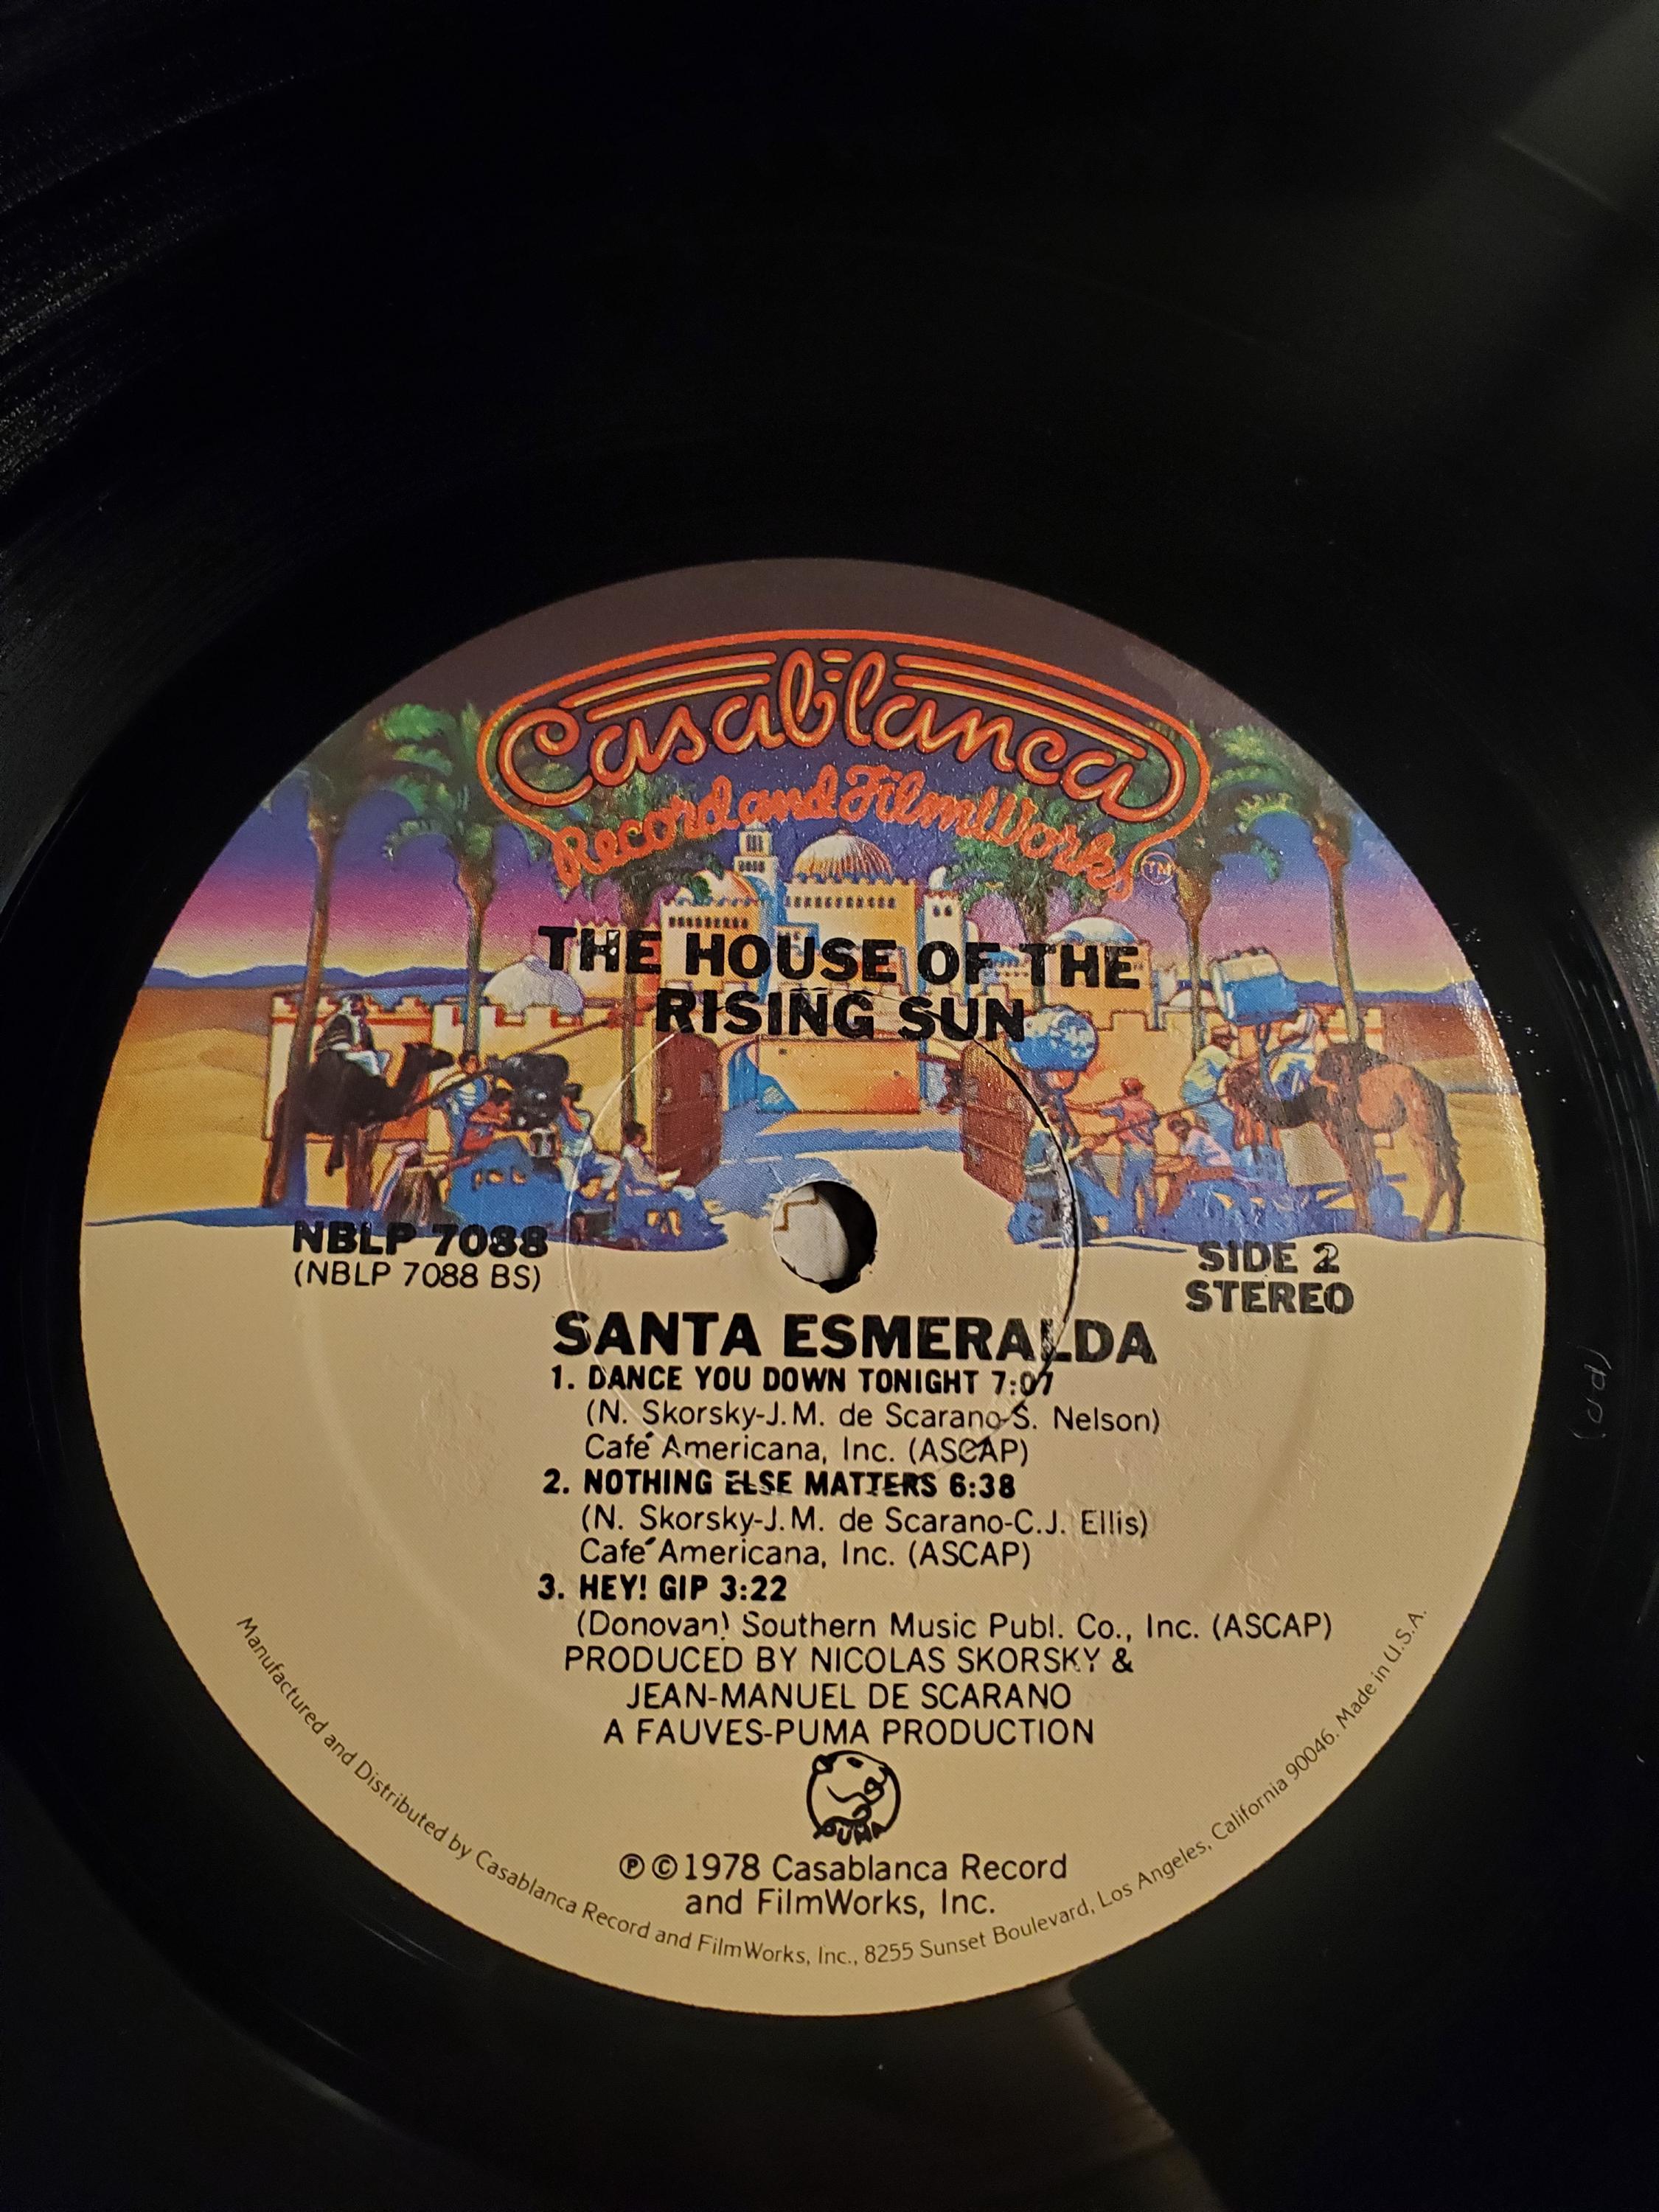 Casablanca
Record and FilmWorks TM
THE HOUSE OF THE
RISING SUN
NBLP 7088
(NBLP 7088 BS)
SIDE 2
STEREO
SANTA ESMERALDA
1. DANCE YOU DOWN TONIGHT 7:07
(N. Skorsky-J.M. de Scarano-S. Nelson)
Café Americana, Inc. (ASCAP)
2. NOTHING ELSE MATTERS 6:38
(N. Skorsky-J.M. de Scarano-C.J. Ellis)
Café Americana, Inc. (ASCAP)
3. HEY! GIP 3:22
(Donovan) Southern Music Publ. Co., Inc. (ASCAP)
PRODUCED BY NICOLAS SKORSKY &
JEAN-MANUEL DE SCARANO
A FAUVES-PUMA PRODUCTION
PUMA
℗©1978 Casablanca Record
and FilmWorks, Inc.
Manufactured and Distributed by Casablanca Record and FilmWorks, Inc., 8255 Sunset Boulevard, Los Angeles, California 90046. Made in U.S.A.